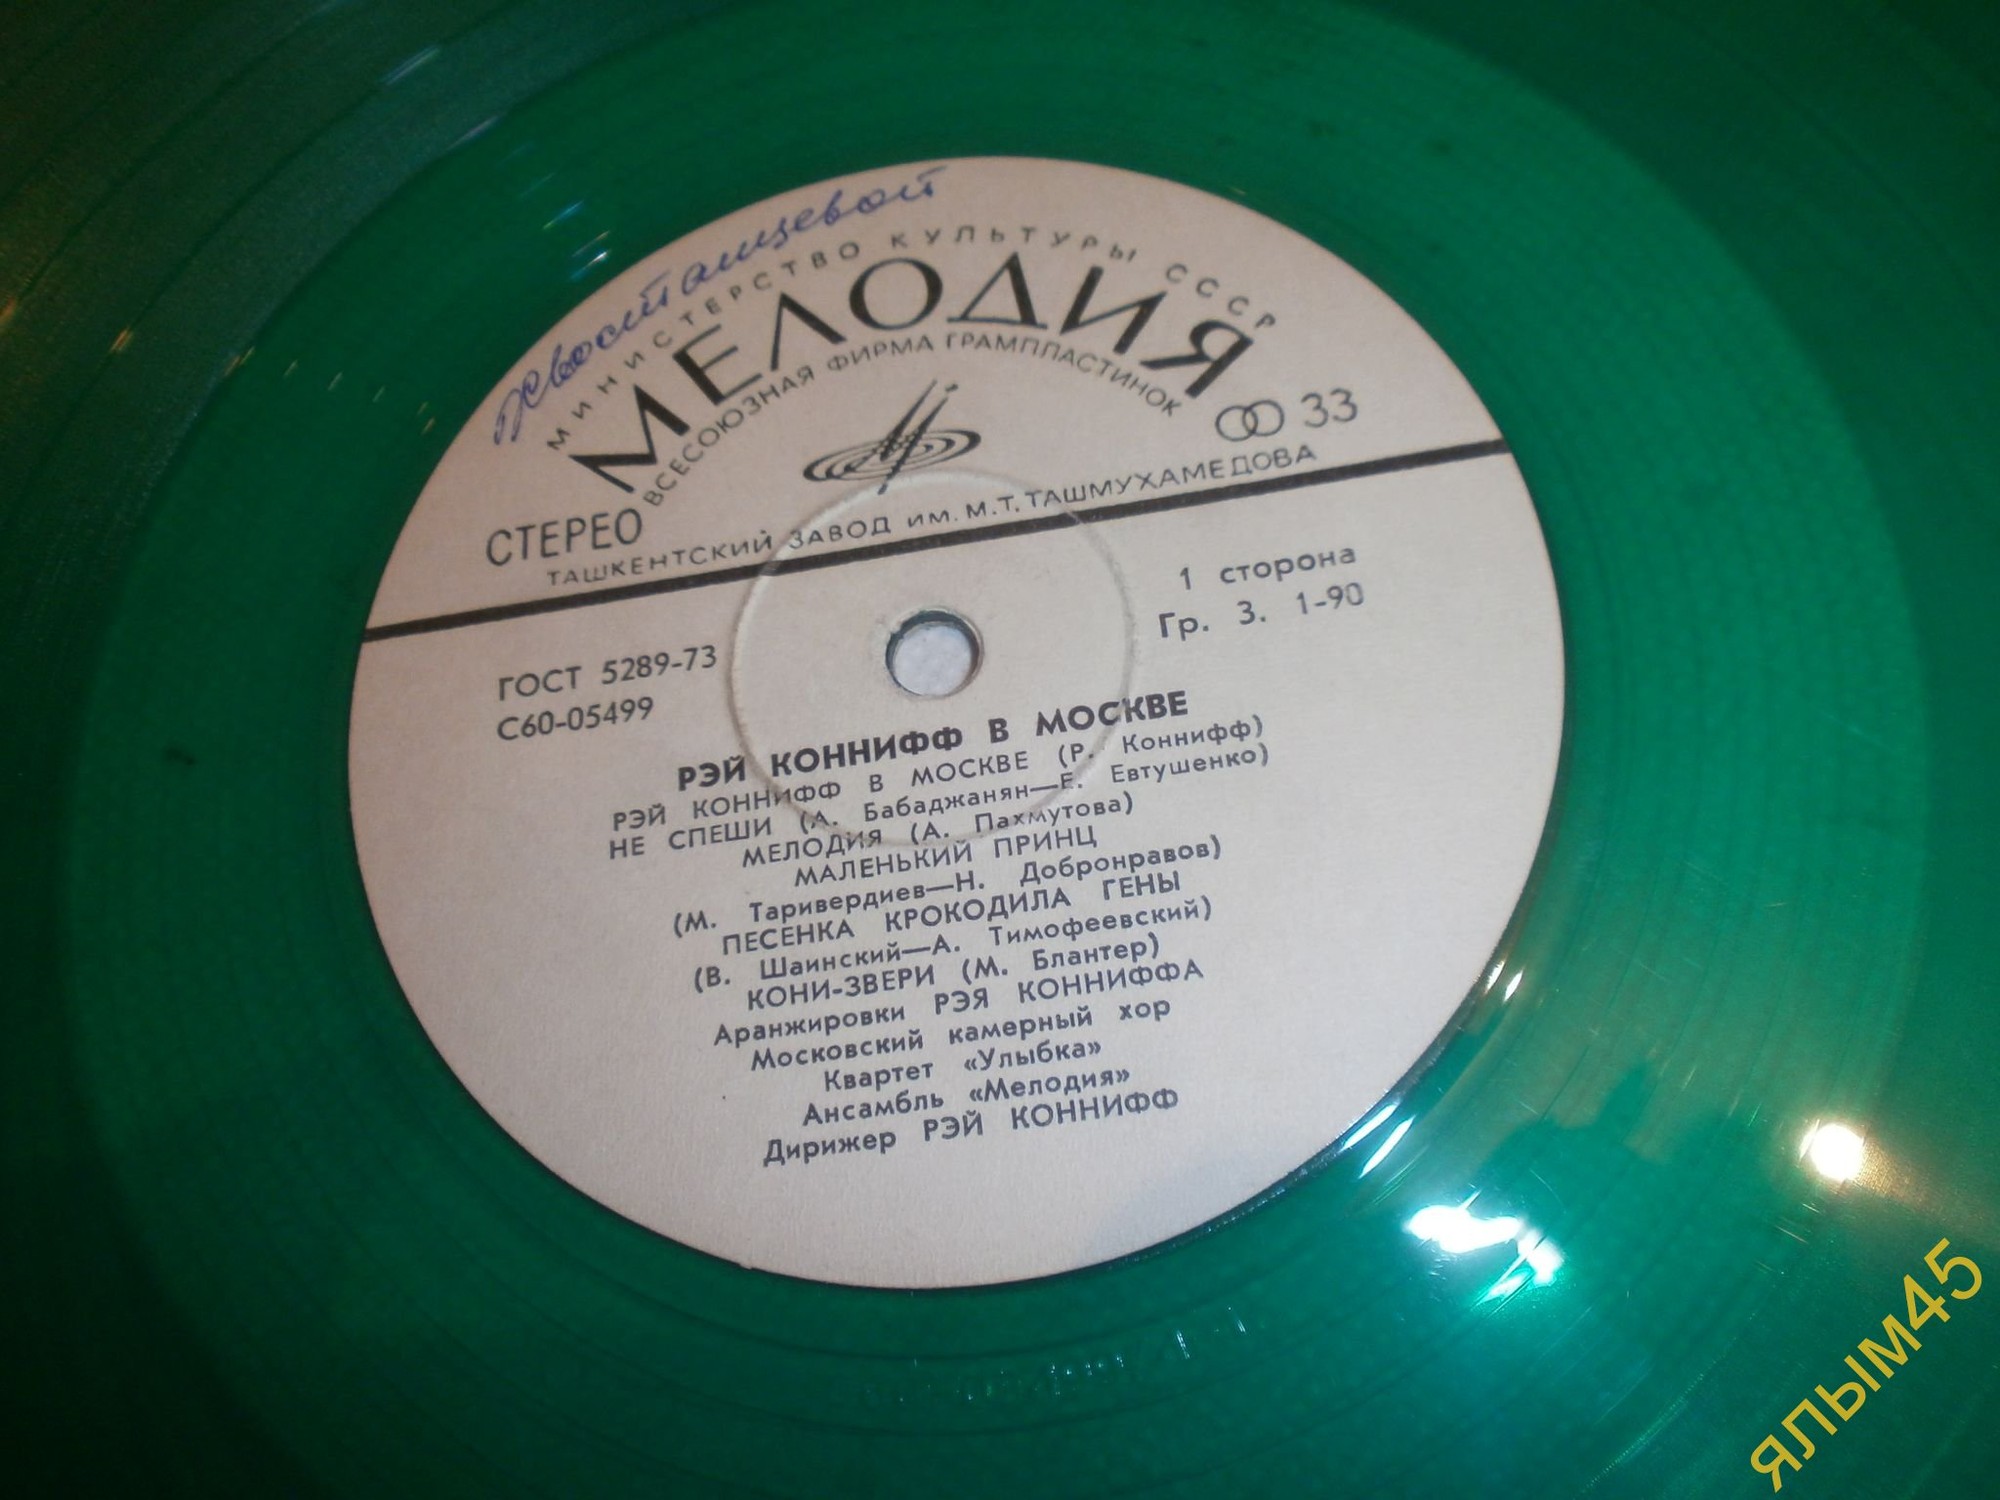 Хвостанцевой
МИНИСТЕРСТВО КУЛЬТУРЫ СССР
МЕЛОДИЯ
ВСЕСОЮЗНАЯ ФИРМА ГРАМПЛАСТИНОК
СТЕРЕО
33
ТАШКЕНТСКИЙ ЗАВОД ИМ. М.Т. ТАШМУХАМЕДОВА
1 сторона
Гр. 3. 1-90
ГОСТ 5289-73
С60-05499
РЭЙ КОННИФФ В МОСКВЕ
РЭЙ КОННИФФ В МОСКВЕ (Р. Коннифф)
НЕ СПЕШИ (А. Бабаджанян—Е. Евтушенко)
МЕЛОДИЯ (А. Пахмутова)
МАЛЕНЬКИЙ ПРИНЦ
(М. Таривердиев—Н. Добронравов)
ПЕСЕНКА КРОКОДИЛА ГЕНЫ
(В. Шаинский—А. Тимофеевский)
КОНИ-ЗВЕРИ (М. Блантер)
Аранжировки РЭЯ КОННИФФА
Московский камерный хор
Квартет «Улыбка»
Ансамбль «Мелодия»
Дирижер РЭЙ КОННИФФ
ялым45